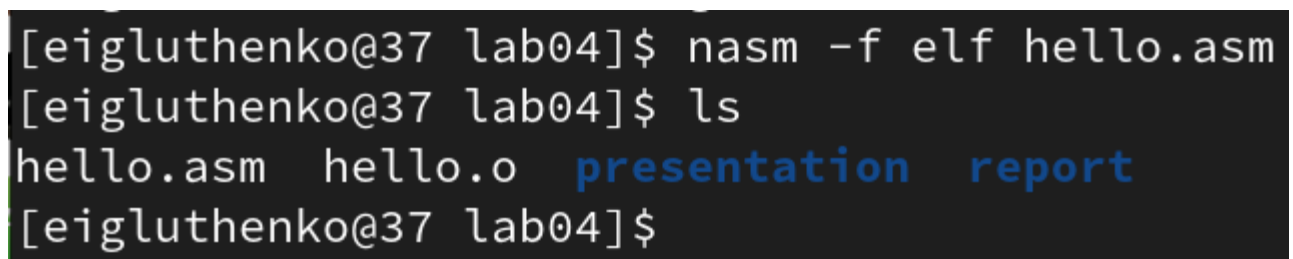 [eigluthenko@37 lab04]$ nasm -f elf hello.asm
[eigluthenko@37 lab04]$ ls
hello.asm  hello.o  presentation  report
[eigluthenko@37 lab04]$